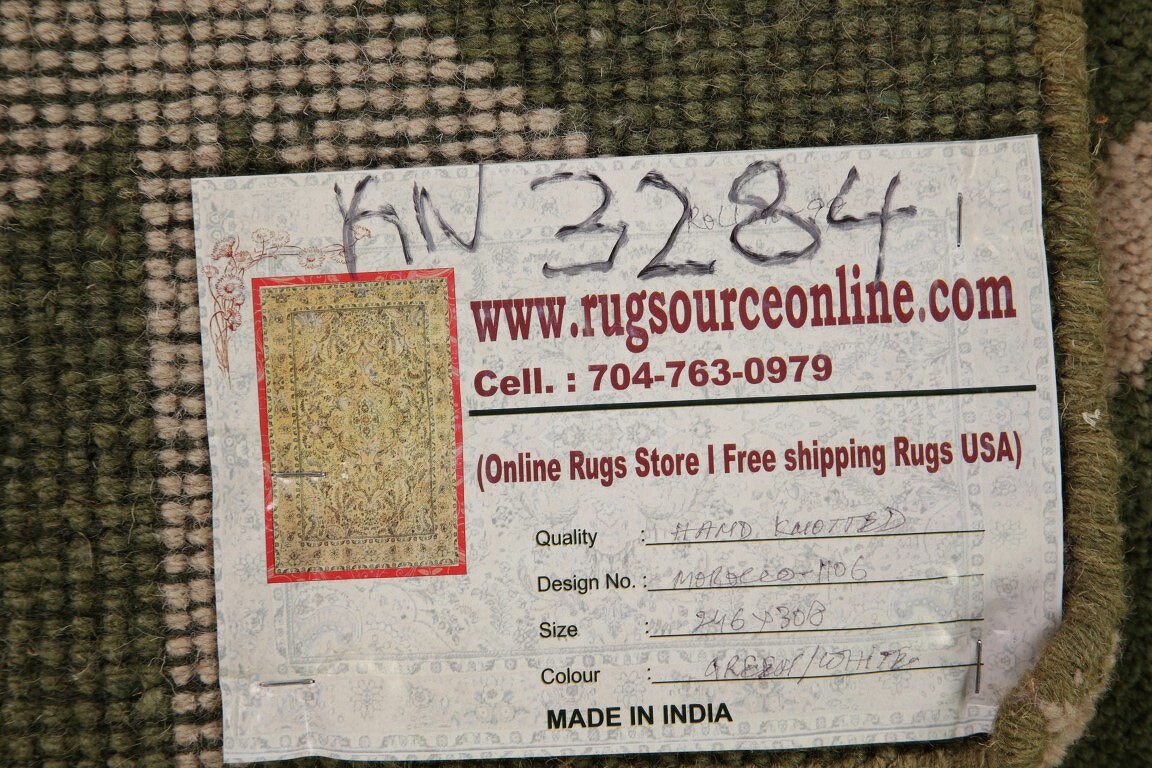 KN 3284
www.rugsourceonline.com
Cell. : 704-763-0979
(Online Rugs Store I Free shipping Rugs USA)
Quality : HAND KNOTTED
Design No. : MOROCCO-M06
Size : 246 x 308
Colour : GREEN/WHITE
MADE IN INDIA